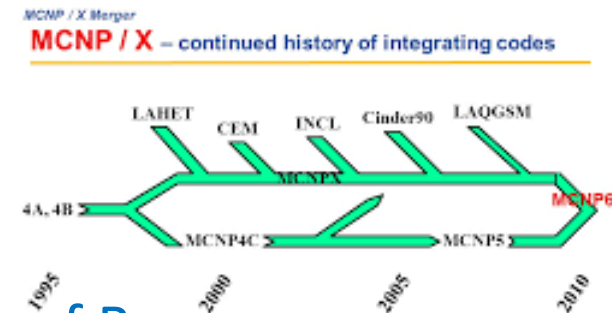 MCNP / X Merger
MCNP / X – continued history of integrating codes
LAHET
CEM
INCL
Cinder90
LAQGSM
MCNPX
4A, 4B
MCNP6
MCNP4C
MCNP5
1995
2000
2005
2010